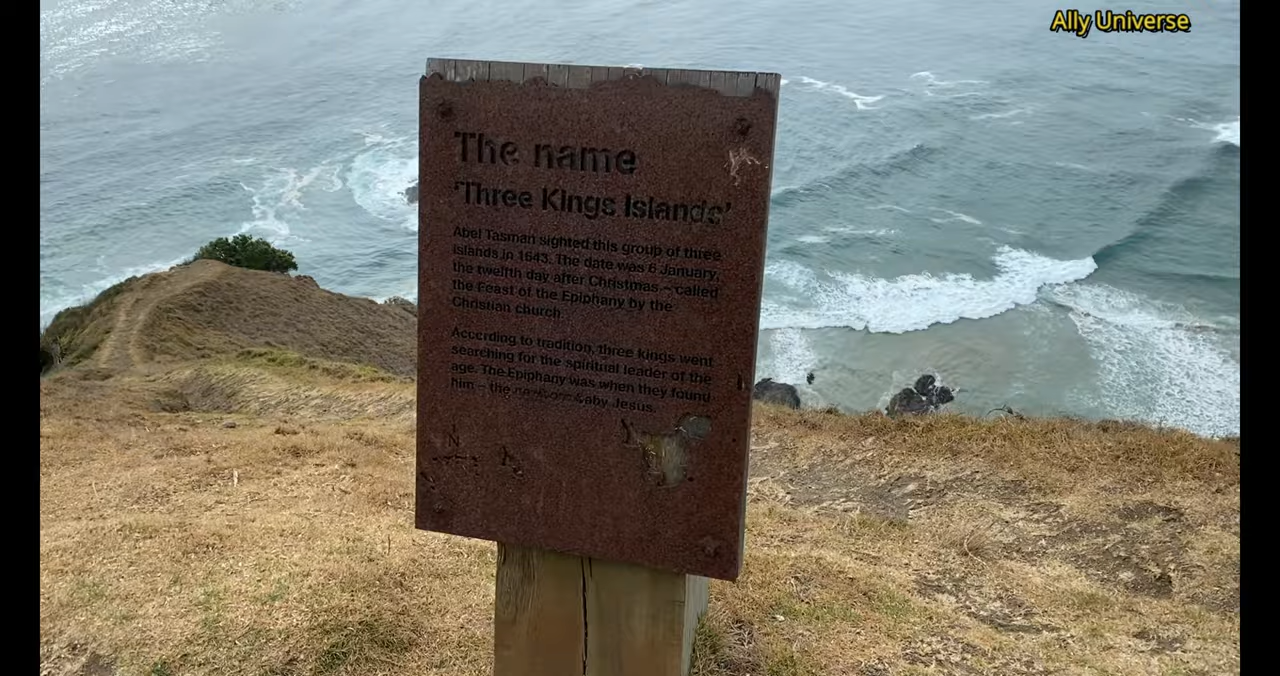 Ally Universe
The name
'Three Kings Islands'
Abel Tasman sighted this group of three
islands in 1643. The date was 6 January,
the twelfth day after Christmas – called
the Feast of the Epiphany by the
Christian church.
According to tradition, three kings went
searching for the spiritual leader of the
age. The Epiphany was when they found
him – the baby Jesus.
N